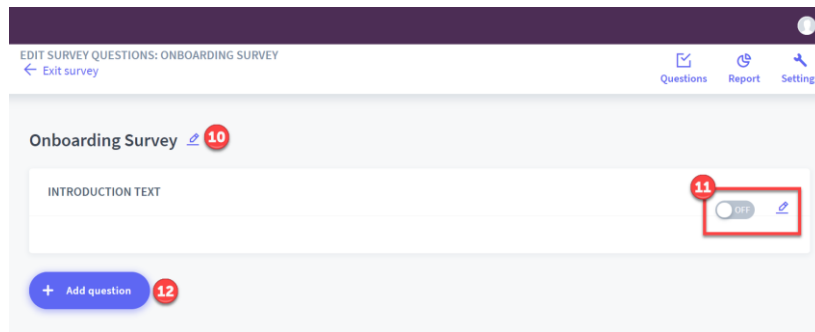 EDIT SURVEY QUESTIONS: ONBOARDING SURVEY
← Exit survey
Questions Report Setting
Onboarding Survey 10
INTRODUCTION TEXT
11
OFF
+ Add question 12